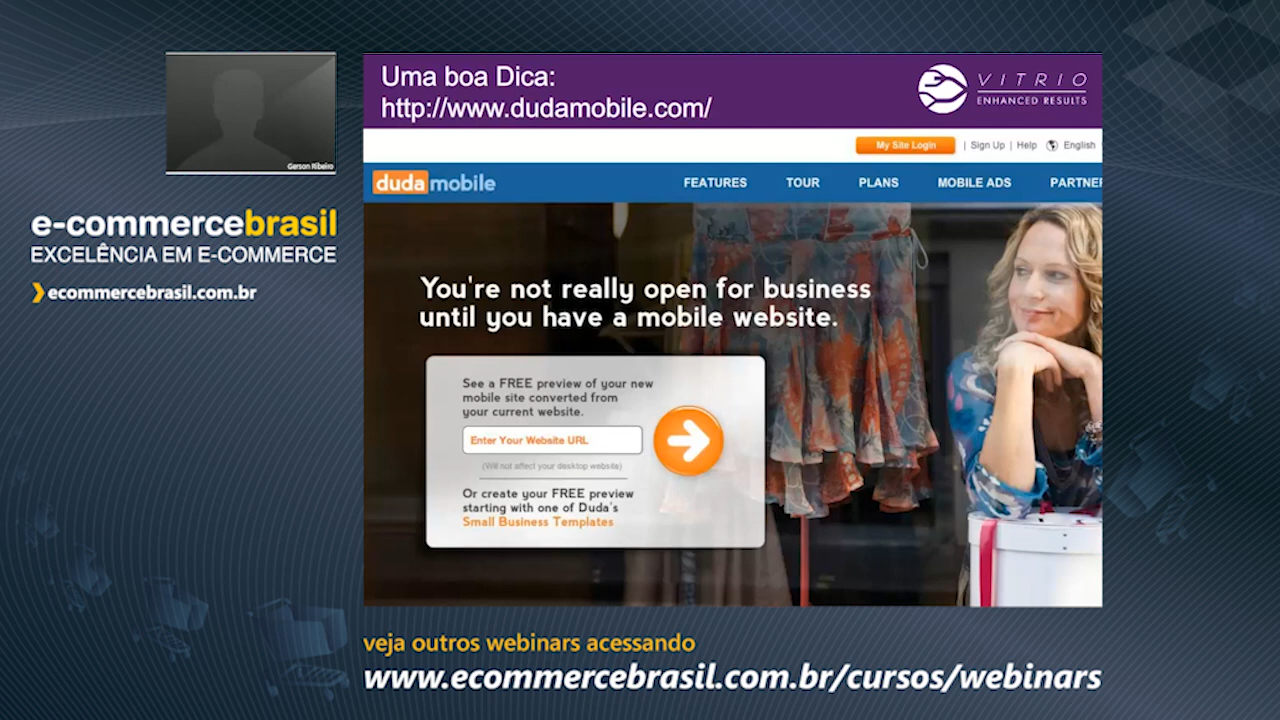 Gerson Ribeiro
e-commercebrasil
EXCELÊNCIA EM E-COMMERCE
ecommercebrasil.com.br
Uma boa Dica:
http://www.dudamobile.com/
VITRIO
ENHANCED RESULTS
My Site Login | Sign Up | Help English
dudamobile
FEATURES TOUR PLANS MOBILE ADS PARTNER
You're not really open for business
until you have a mobile website.
See a FREE preview of your new
mobile site converted from
your current website.
Enter Your Website URL
(Will not affect your desktop website)
Or create your FREE preview
starting with one of Duda's
Small Business Templates
veja outros webinars acessando
www.ecommercebrasil.com.br/cursos/webinars